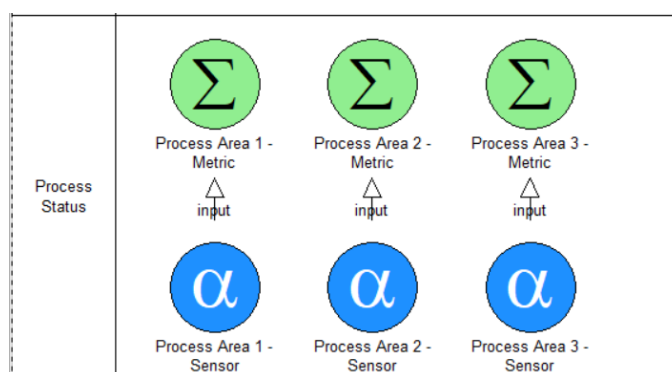 Σ Σ Σ
Process Area 1 - Process Area 2 - Process Area 3 -
Metric Metric Metric
Process
Status
input input input
α α α
Process Area 1 - Process Area 2 - Process Area 3 -
Sensor Sensor Sensor